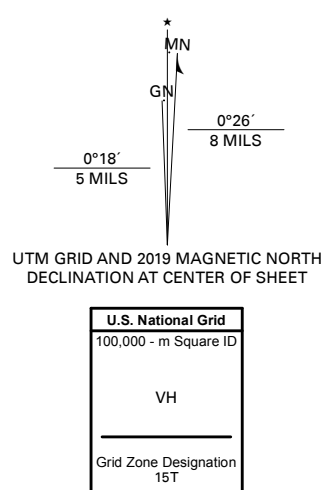 ★
MN
GN
0°26´
8 MILS
0°18´
5 MILS
UTM GRID AND 2019 MAGNETIC NORTH
DECLINATION AT CENTER OF SHEET
U.S. National Grid
100,000 - m Square ID
VH
Grid Zone Designation
15T